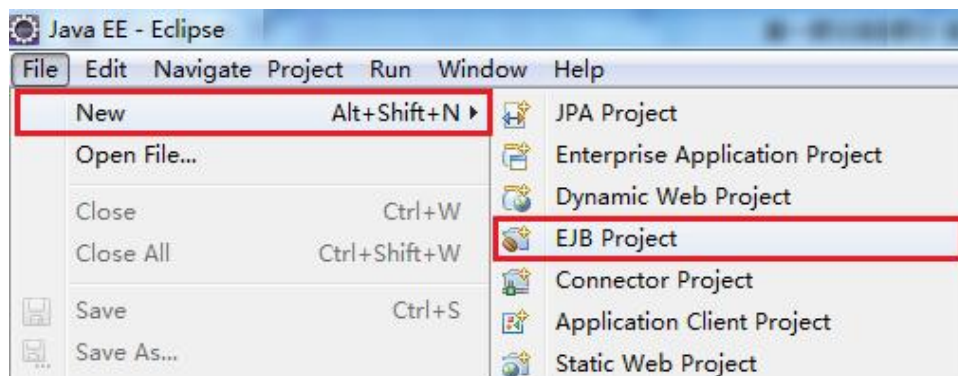 Java EE - Eclipse
File Edit Navigate Project Run Window Help
New Alt+Shift+N
Open File...
Close Ctrl+W
Close All Ctrl+Shift+W
Save Ctrl+S
Save As...
JPA Project
Enterprise Application Project
Dynamic Web Project
EJB Project
Connector Project
Application Client Project
Static Web Project